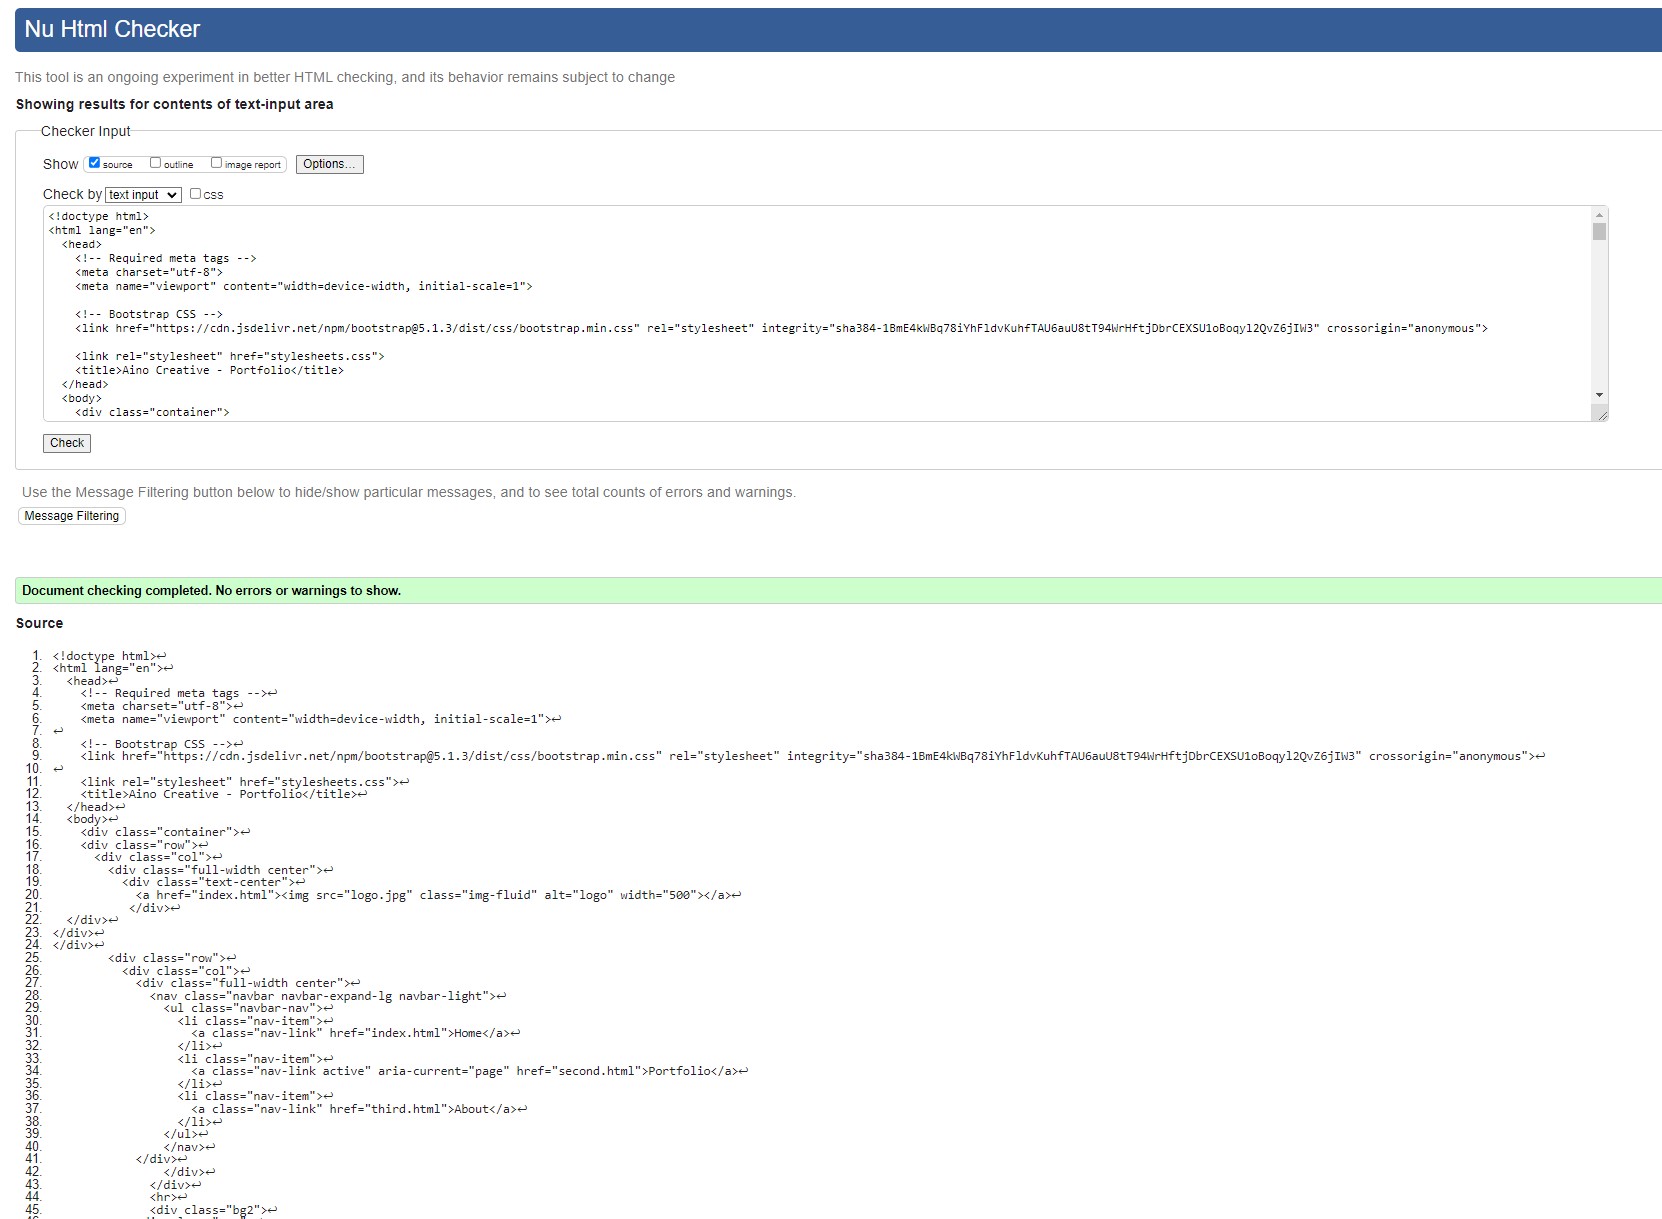 Nu Html Checker
This tool is an ongoing experiment in better HTML checking, and its behavior remains subject to change
Showing results for contents of text-input area
Checker Input
Show source outline image report Options...
Check by text input css
<!doctype html>
<html lang="en">
  <head>
    <!-- Required meta tags -->
    <meta charset="utf-8">
    <meta name="viewport" content="width=device-width, initial-scale=1">
    <!-- Bootstrap CSS -->
    <link href="https://cdn.jsdelivr.net/npm/bootstrap@5.1.3/dist/css/bootstrap.min.css" rel="stylesheet" integrity="sha384-1BmE4kWBq78iYhFldvKuhfTAU6auU8tT94WrHftjDbrCEXSU1oBoqyl2QvZ6jIW3" crossorigin="anonymous">
    <link rel="stylesheet" href="stylesheets.css">
    <title>Aino Creative - Portfolio</title>
  </head>
  <body>
    <div class="container">
Check
Use the Message Filtering button below to hide/show particular messages, and to see total counts of errors and warnings.
Message Filtering
Document checking completed. No errors or warnings to show.
Source
1. <!doctype html>↩
2. <html lang="en">↩
3.   <head>↩
4.     <!-- Required meta tags -->↩
5.     <meta charset="utf-8">↩
6.     <meta name="viewport" content="width=device-width, initial-scale=1">↩
7. ↩
8.     <!-- Bootstrap CSS -->↩
9.     <link href="https://cdn.jsdelivr.net/npm/bootstrap@5.1.3/dist/css/bootstrap.min.css" rel="stylesheet" integrity="sha384-1BmE4kWBq78iYhFldvKuhfTAU6auU8tT94WrHftjDbrCEXSU1oBoqyl2QvZ6jIW3" crossorigin="anonymous">↩
10. ↩
11.     <link rel="stylesheet" href="stylesheets.css">↩
12.     <title>Aino Creative - Portfolio</title>↩
13.   </head>↩
14.   <body>↩
15.     <div class="container">↩
16.     <div class="row">↩
17.       <div class="col">↩
18.         <div class="full-width center">↩
19.           <div class="text-center">↩
20.             <a href="index.html"><img src="logo.jpg" class="img-fluid" alt="logo" width="500"></a>↩
21.            </div>↩
22.   </div>↩
23. </div>↩
24. </div>↩
25.         <div class="row">↩
26.           <div class="col">↩
27.             <div class="full-width center">↩
28.               <nav class="navbar navbar-expand-lg navbar-light">↩
29.                 <ul class="navbar-nav">↩
30.                   <li class="nav-item">↩
31.                     <a class="nav-link" href="index.html">Home</a>↩
32.                   </li>↩
33.                   <li class="nav-item">↩
34.                     <a class="nav-link active" aria-current="page" href="second.html">Portfolio</a>↩
35.                   </li>↩
36.                   <li class="nav-item">↩
37.                     <a class="nav-link" href="third.html">About</a>↩
38.                   </li>↩
39.                 </ul>↩
40.                 </nav>↩
41.             </div>↩
42.                 </div>↩
43.               </div>↩
44.               <hr>↩
45.               <div class="bg2">↩